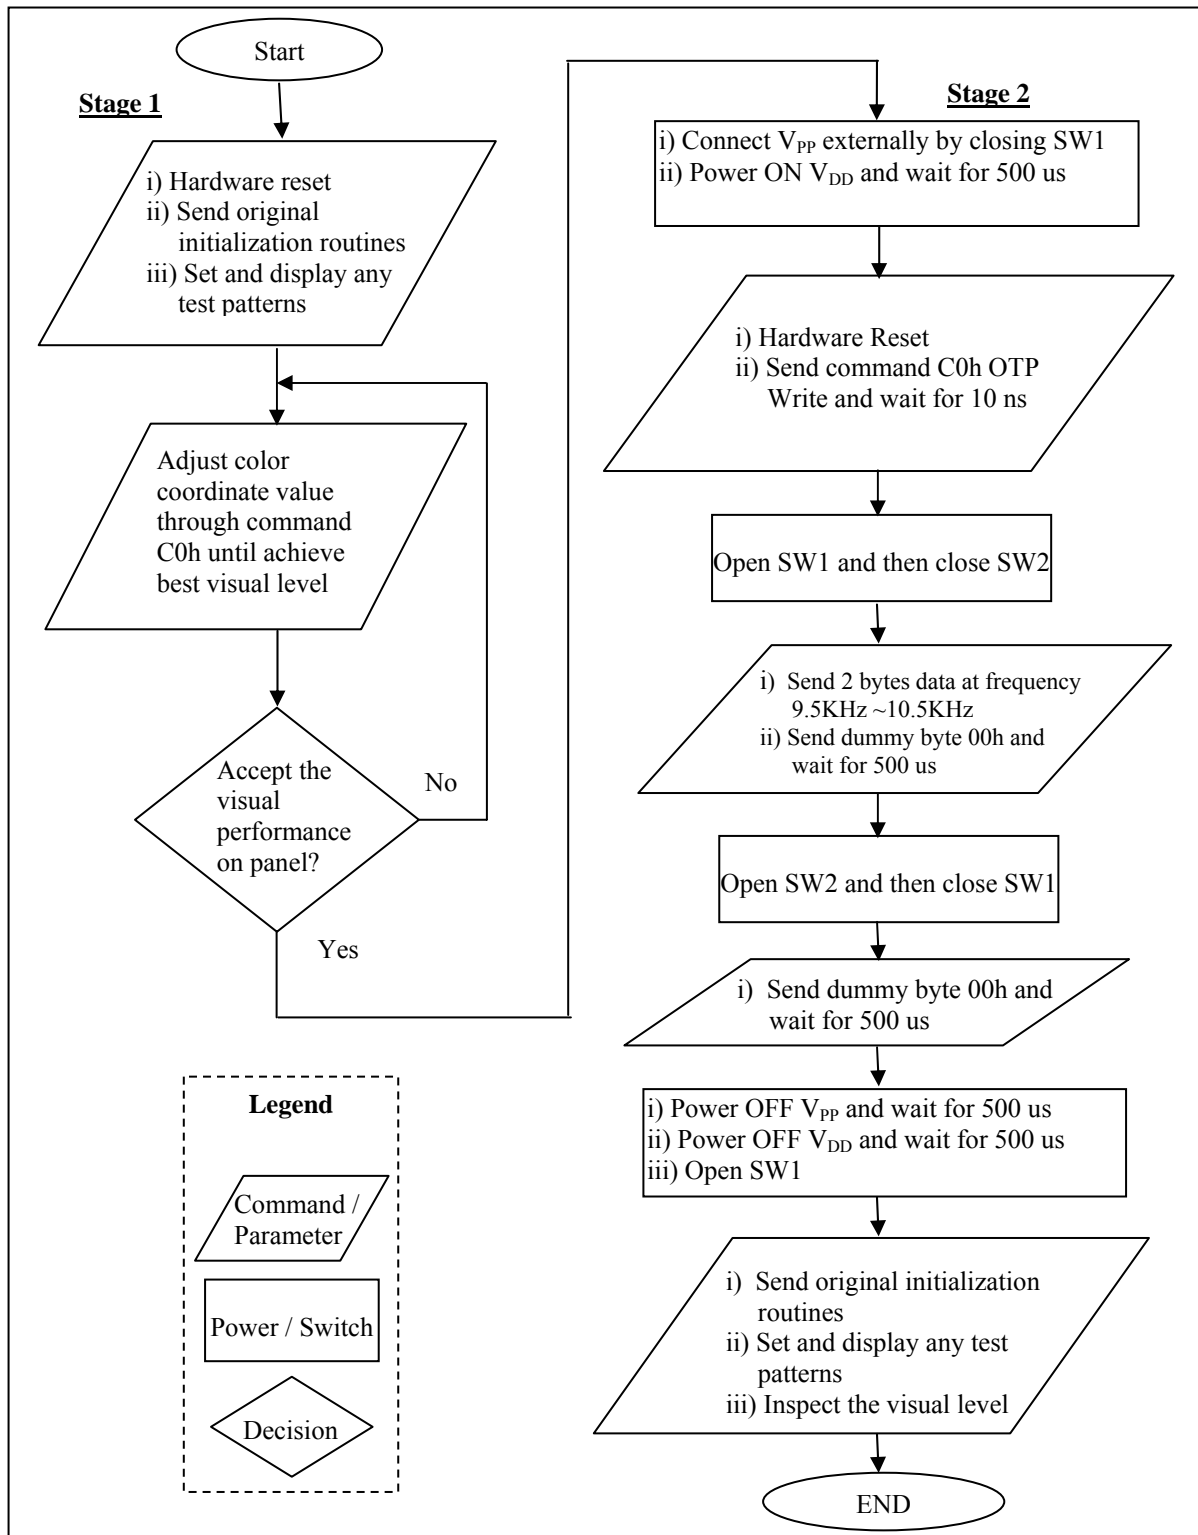 Start
Stage 1
i) Hardware reset
ii) Send original
initialization routines
iii) Set and display any
test patterns
Adjust color
coordinate value
through command
C0h until achieve
best visual level
Accept the
visual
performance
on panel?
No
Yes
Legend
Command /
Parameter
Power / Switch
Decision
Stage 2
i) Connect VPP externally by closing SW1
ii) Power ON VDD and wait for 500 us
i) Hardware Reset
ii) Send command C0h OTP
Write and wait for 10 ns
Open SW1 and then close SW2
i) Send 2 bytes data at frequency
9.5KHz ~10.5KHz
ii) Send dummy byte 00h and
wait for 500 us
Open SW2 and then close SW1
i) Send dummy byte 00h and
wait for 500 us
i) Power OFF VPP and wait for 500 us
ii) Power OFF VDD and wait for 500 us
iii) Open SW1
i) Send original initialization
routines
ii) Set and display any test
patterns
iii) Inspect the visual level
END